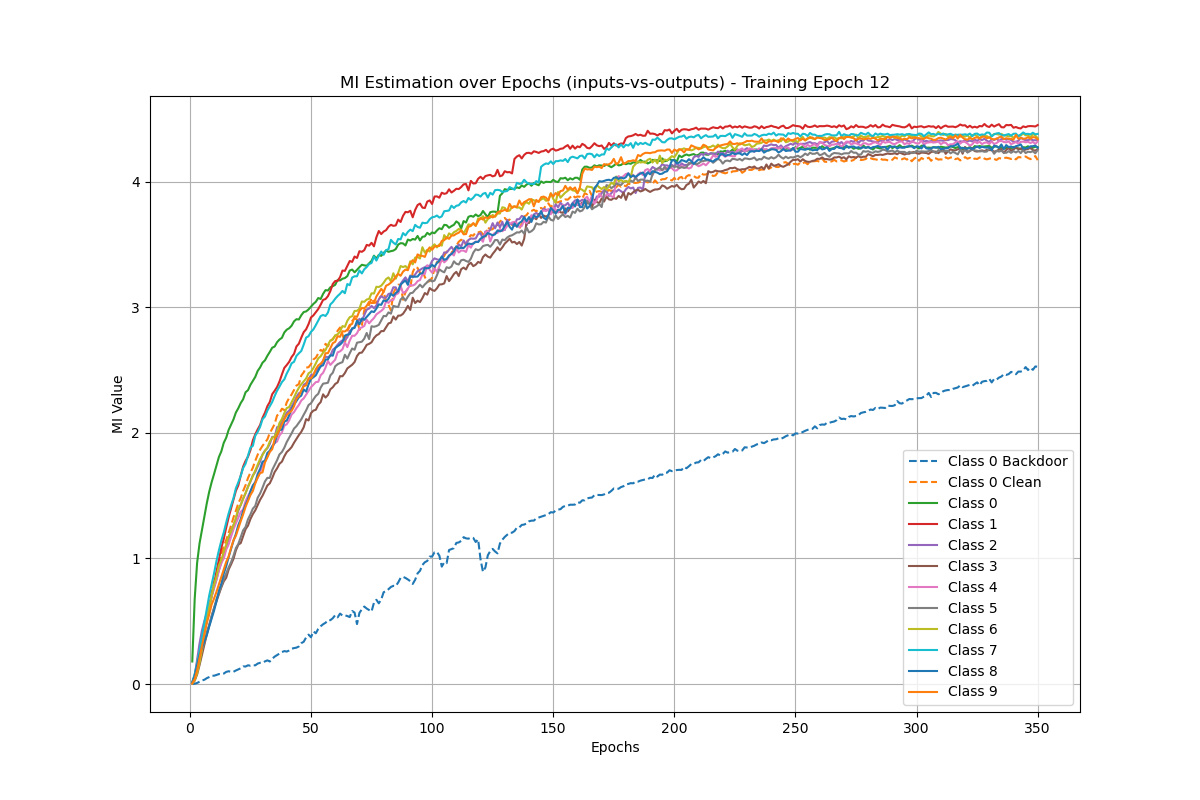 MI Estimation over Epochs (inputs-vs-outputs) - Training Epoch 12
MI Value
4
3
2
1
0
0 50 100 150 200 250 300 350
Epochs
Class 0 Backdoor
Class 0 Clean
Class 0
Class 1
Class 2
Class 3
Class 4
Class 5
Class 6
Class 7
Class 8
Class 9